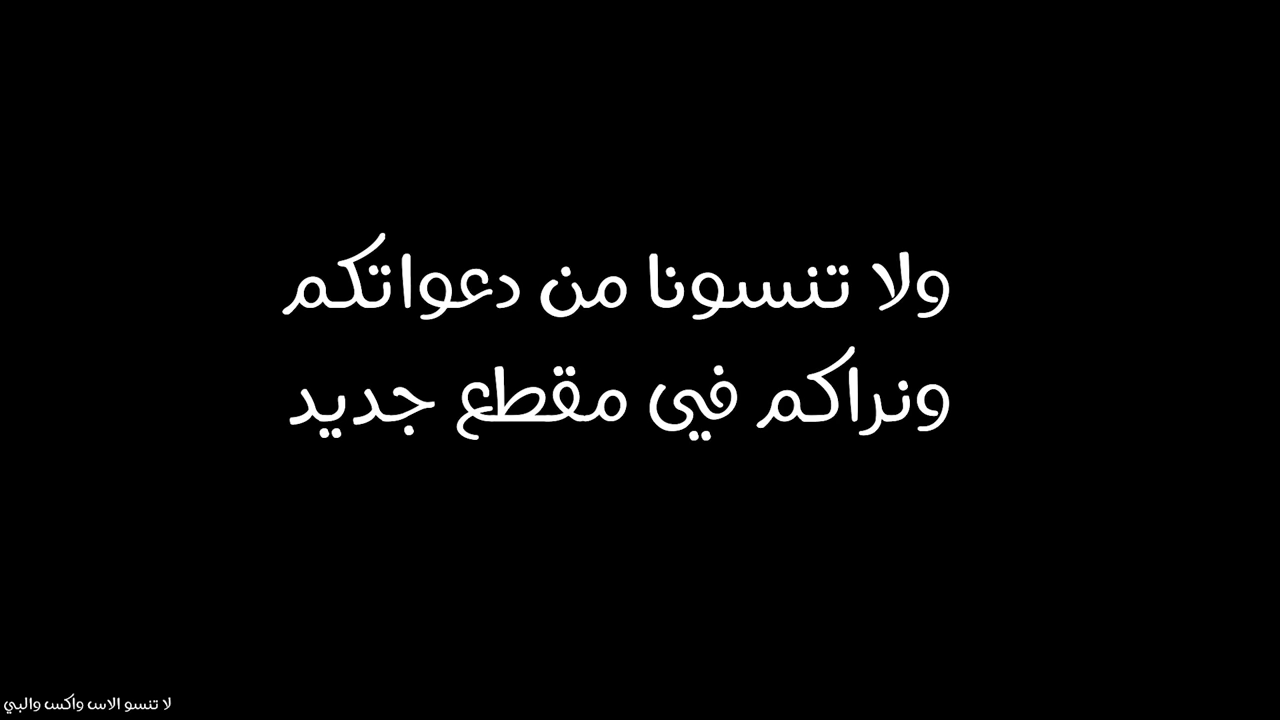 ولا تنسونا من دعواتكم
ونراكم في مقطع جديد
لا تنسو الاس واكس والبي